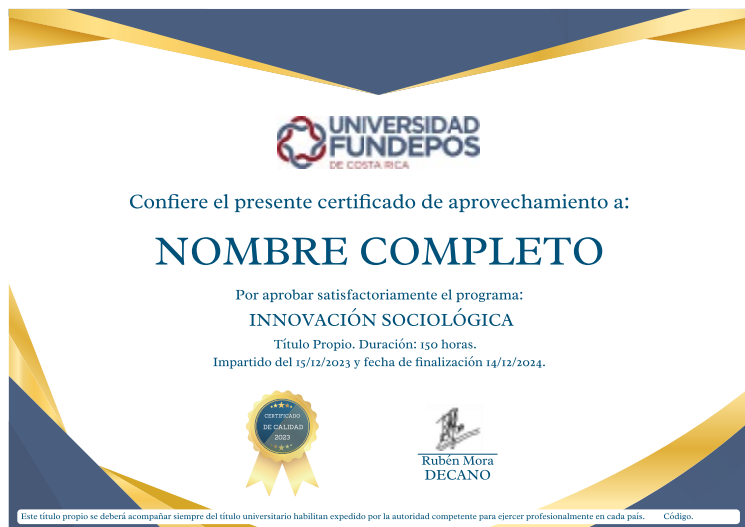 UNIVERSIDAD
FUNDEPOS
DE COSTA RICA
Confiere el presente certificado de aprovechamiento a:
NOMBRE COMPLETO
Por aprobar satisfactoriamente el programa:
INNOVACIÓN SOCIOLÓGICA
Título Propio. Duración: 150 horas.
Impartido del 15/12/2023 y fecha de finalización 14/12/2024.
CERTIFICADO
DE CALIDAD
2023
Rubén Mora
DECANO
Este título propio se deberá acompañar siempre del título universitario habilitan expedido por la autoridad competente para ejercer profesionalmente en cada país. Código.